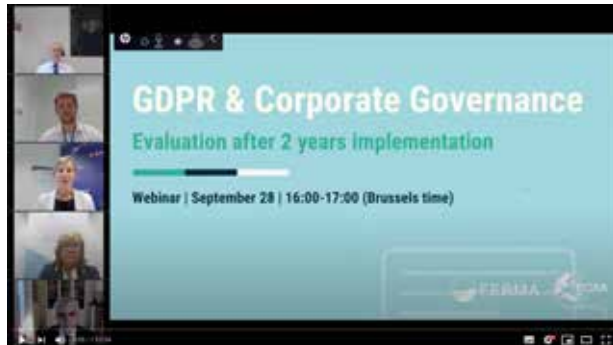 GDPR & Corporate Governance
Evaluation after 2 years implementation
Webinar | September 28 | 16:00-17:00 (Brussels time)
FERMA